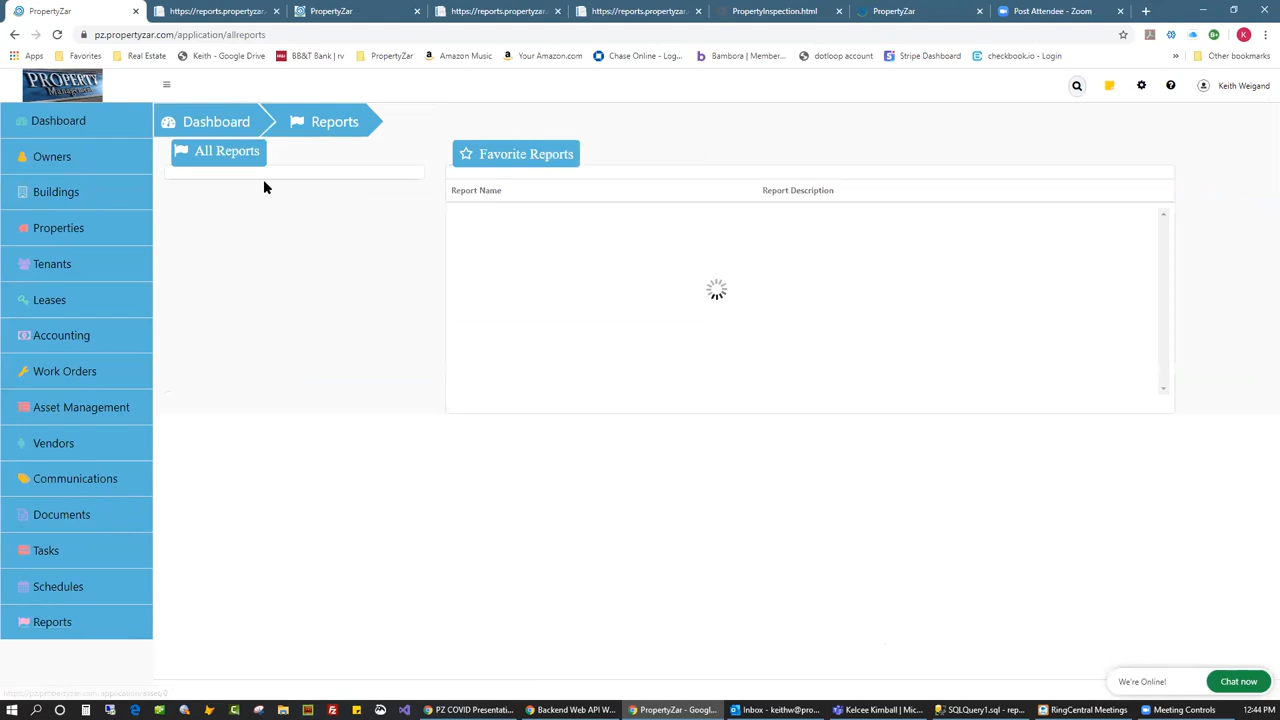 PropertyZar
https://reports.propertyzar.com
PropertyZar
https://reports.propertyzar.com
https://reports.propertyzar.com
PropertyInspection.html
PropertyZar
Post Attendee - Zoom
pz.propertyzar.com/application/allreports
K
Apps
Favorites
Real Estate
Keith - Google Drive
BB&T Bank | rv
PropertyZar
Amazon Music
Your Amazon.com
Chase Online - Log...
Bambora | Member...
dotloop account
Stripe Dashboard
checkbook.io - Login
»
Other bookmarks
PROPERTY
Management
Keith Weigand
Dashboard
Reports
All Reports
Favorite Reports
Report Name
Report Description
Dashboard
Owners
Buildings
Properties
Tenants
Leases
Accounting
Work Orders
Asset Management
Vendors
Communications
Documents
Tasks
Schedules
Reports
We're Online!
Chat now
PZ COVID Presentati...
Backend Web API W...
PropertyZar - Googl...
Inbox - keithw@pro...
Kelcee Kimball | Mic...
SQLQuery1.sql - rep...
RingCentral Meetings
Meeting Controls
12:44 PM